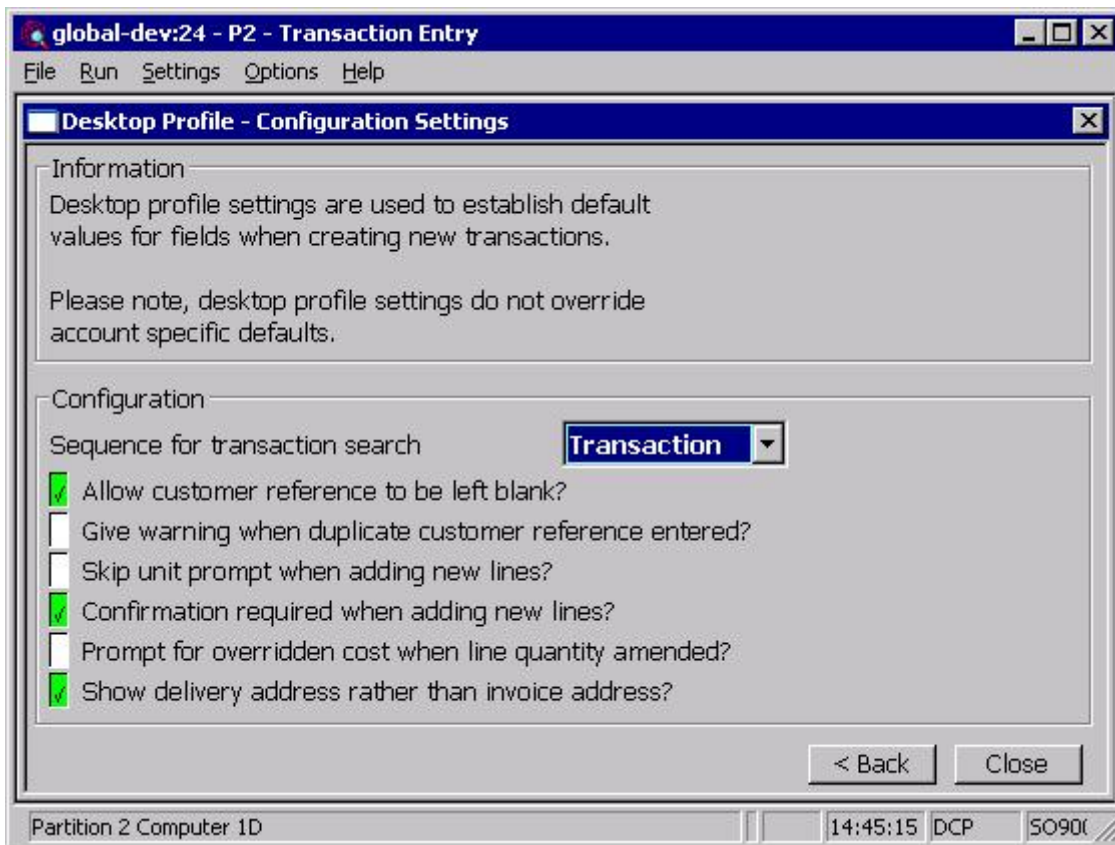 global-dev:24 - P2 - Transaction Entry
File Run Settings Options Help
Desktop Profile - Configuration Settings
Information
Desktop profile settings are used to establish default
values for fields when creating new transactions.
Please note, desktop profile settings do not override
account specific defaults.
Configuration
Sequence for transaction search Transaction
Allow customer reference to be left blank?
Give warning when duplicate customer reference entered?
Skip unit prompt when adding new lines?
Confirmation required when adding new lines?
Prompt for overridden cost when line quantity amended?
Show delivery address rather than invoice address?
< Back Close
Partition 2 Computer 1D 14:45:15 DCP